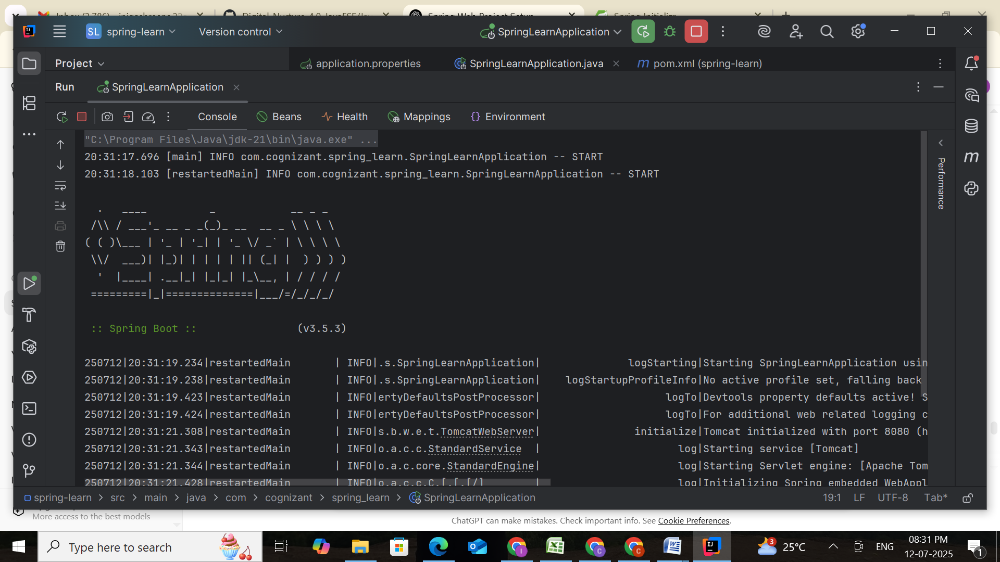 SL spring-learn Version control SpringLearnApplication
Project application.properties SpringLearnApplication.java pom.xml (spring-learn)
Run SpringLearnApplication
Console Beans Health Mappings Environment
"C:\Program Files\Java\jdk-21\bin\java.exe" ...
20:31:17.696 [main] INFO com.cognizant.spring_learn.SpringLearnApplication -- START
20:31:18.103 [restartedMain] INFO com.cognizant.spring_learn.SpringLearnApplication -- START
Performance
  .   ____          _            __ _ _
 /\\ / ___'_ __ _ _(_)_ __  __ _ \ \ \ \
( ( )\___ | '_ | '_| | '_ \/ _` | \ \ \ \
 \\/  ___)| |_)| | | | | || (_| |  ) ) ) )
  '  |____| .__|_| |_|_| |_\__, | / / / /
 =========|_|==============|___/=/_/_/_/
:: Spring Boot :: (v3.5.3)
250712|20:31:19.234|restartedMain | INFO|.s.SpringLearnApplication| logStarting|Starting SpringLearnApplication usin
250712|20:31:19.238|restartedMain | INFO|.s.SpringLearnApplication| logStartupProfileInfo|No active profile set, falling back
250712|20:31:19.423|restartedMain | INFO|ertyDefaultsPostProcessor| logTo|Devtools property defaults active! S
250712|20:31:19.424|restartedMain | INFO|ertyDefaultsPostProcessor| logTo|For additional web related logging c
250712|20:31:21.308|restartedMain | INFO|s.b.w.e.t.TomcatWebServer| initialize|Tomcat initialized with port 8080 (h
250712|20:31:21.343|restartedMain | INFO|o.a.c.c.StandardService | log|Starting service [Tomcat]
250712|20:31:21.344|restartedMain | INFO|o.a.c.core.StandardEngine| log|Starting Servlet engine: [Apache Tom
250712|20:31:21.428|restartedMain | INFO|o.a.c.c.C.[.[.[/] | log|Initializing Spring embedded WebAppl
spring-learn > src > main > java > com > cognizant > spring_learn > SpringLearnApplication 19:1 LF UTF-8 Tab*
More access to the best models
ChatGPT can make mistakes. Check important info. See Cookie Preferences.
Type here to search 3 25°C ENG 08:31 PM
12-07-2025 1